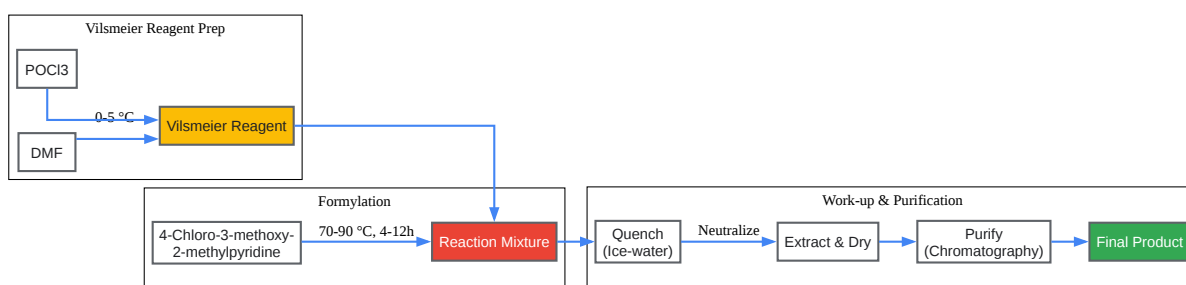 Vilsmeier Reagent Prep
POCl3
0-5 °C
Vilsmeier Reagent
DMF
Formylation
4-Chloro-3-methoxy-
2-methylpyridine
70-90 °C, 4-12h
Reaction Mixture
Work-up & Purification
Quench
(Ice-water)
Neutralize
Extract & Dry
Purify
(Chromatography)
Final Product